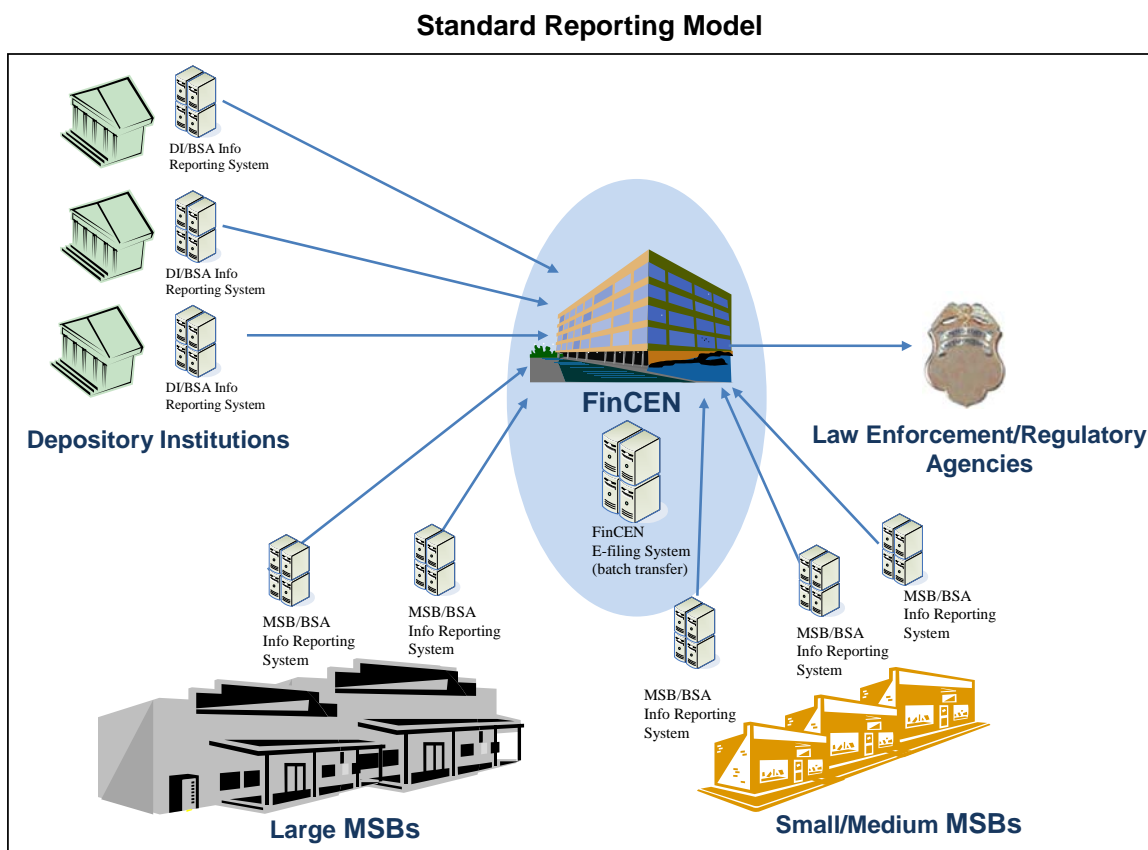 Standard Reporting Model
DI/BSA Info
Reporting System
DI/BSA Info
Reporting System
DI/BSA Info
Reporting System
Depository Institutions
FinCEN
Law Enforcement/Regulatory
Agencies
FinCEN
E-filing System
(batch transfer)
MSB/BSA
Info Reporting
System
MSB/BSA
Info Reporting
System
MSB/BSA
Info Reporting
System
MSB/BSA
Info Reporting
System
MSB/BSA
Info Reporting
System
Large MSBs
Small/Medium MSBs